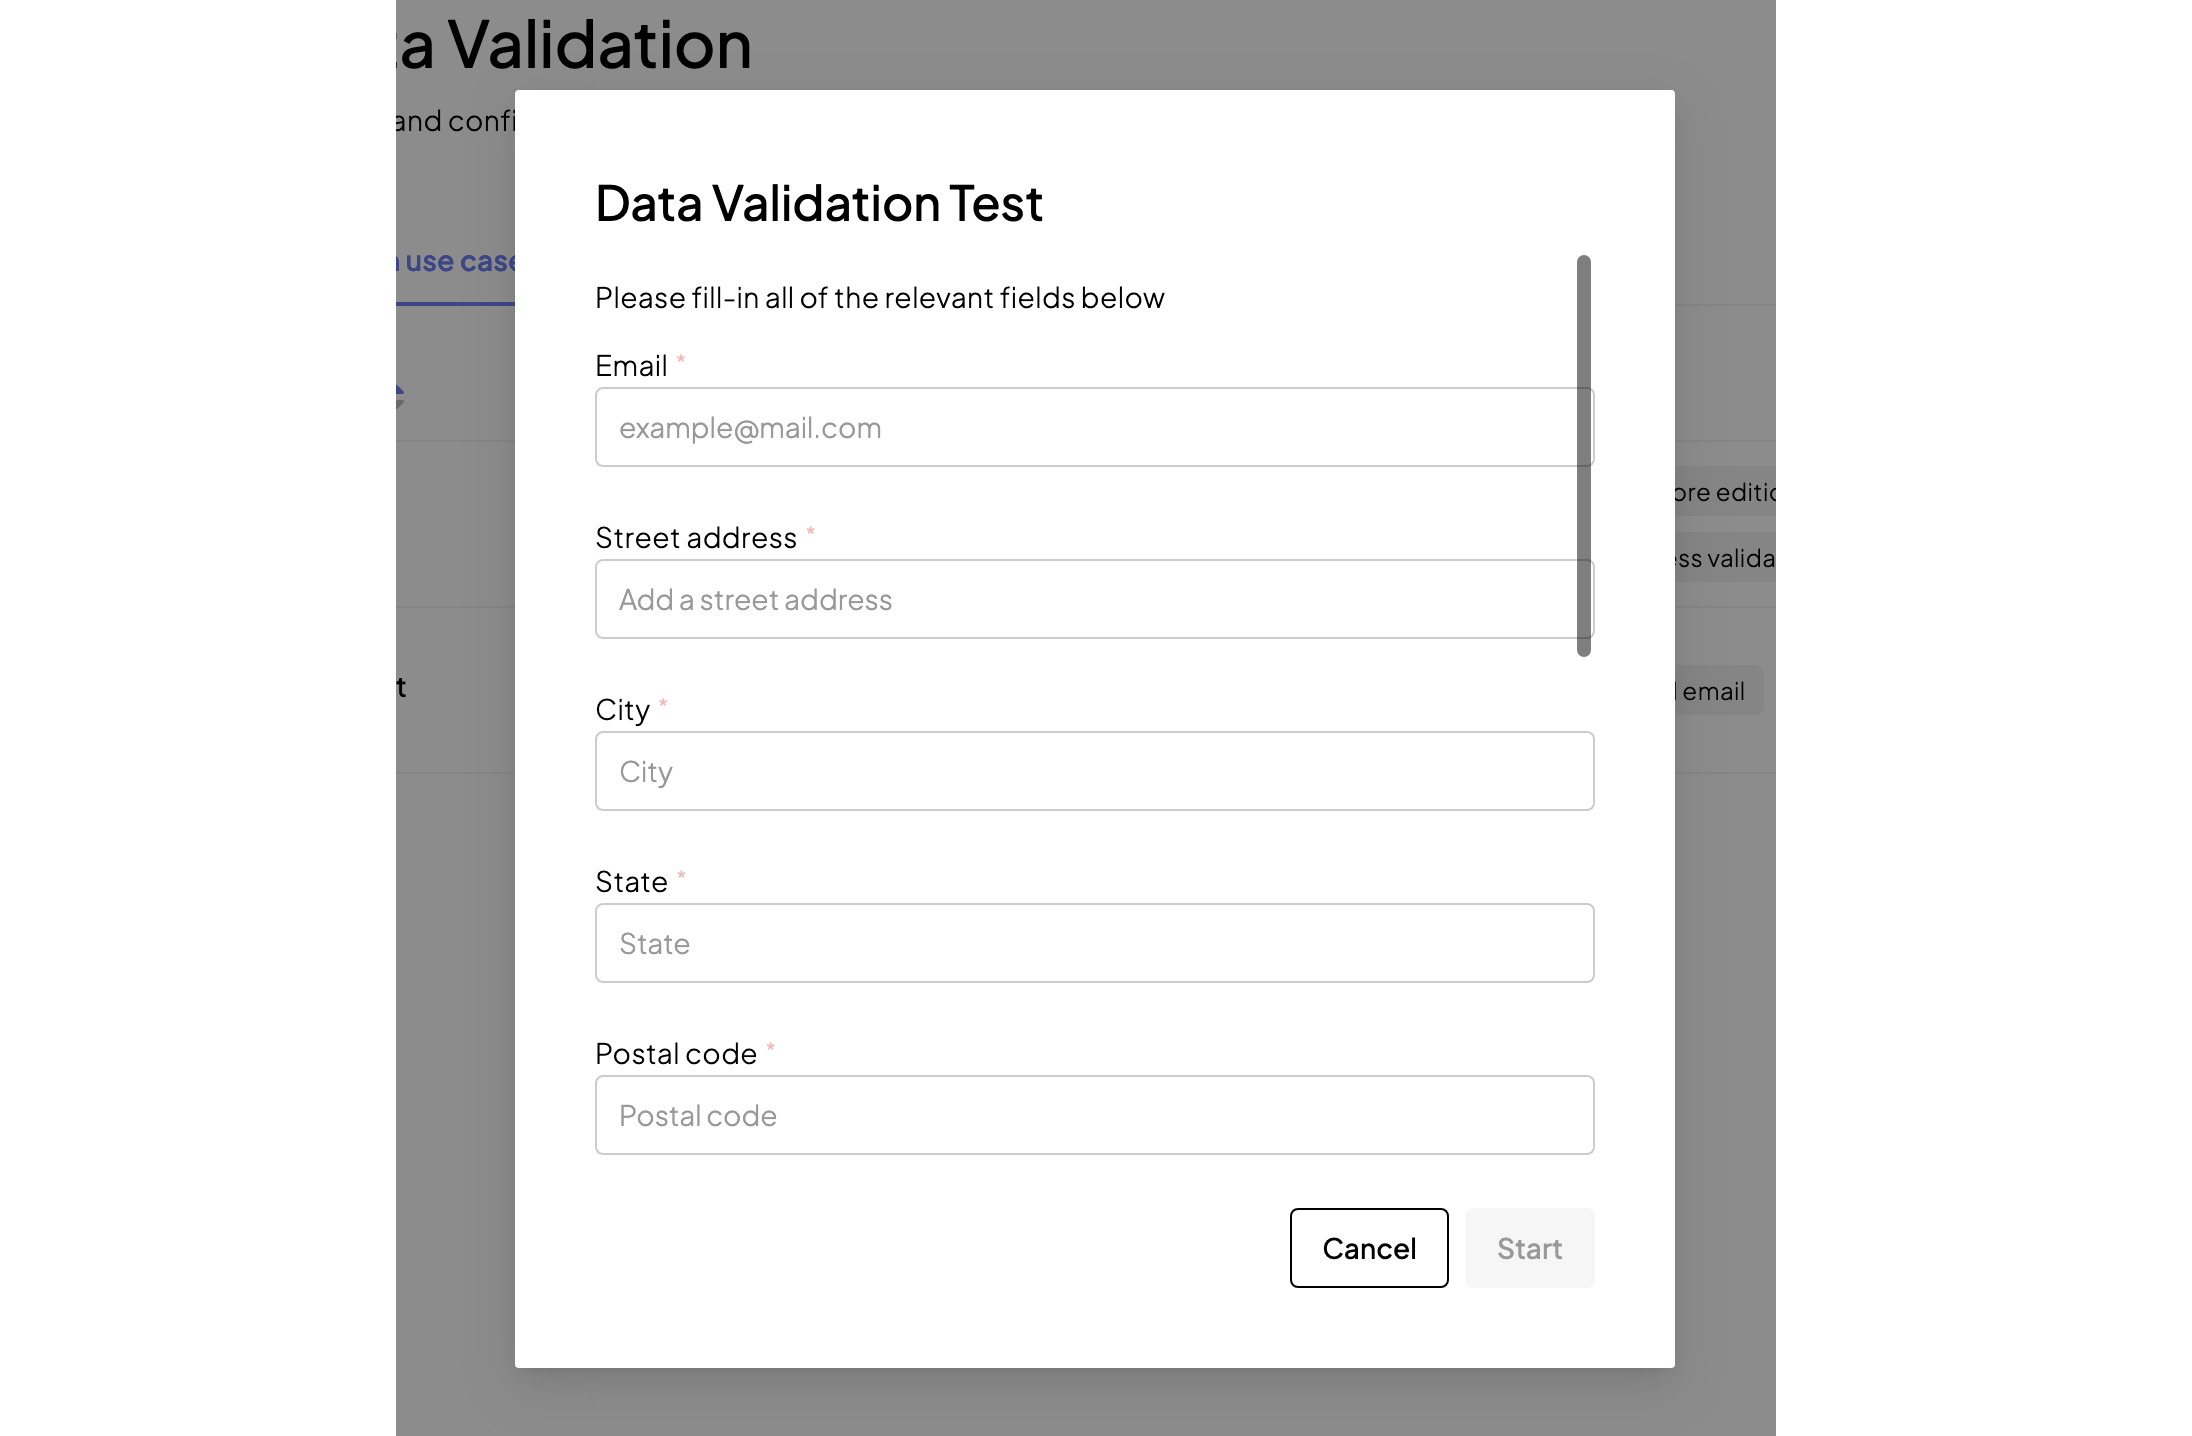 a Validation
and confi
Data Validation Test
use case
Please fill-in all of the relevant fields below
Email *
example@mail.com
ore editio
Street address *
ess valida
Add a street address
t
email
City *
City
State *
State
Postal code *
Postal code
Cancel
Start